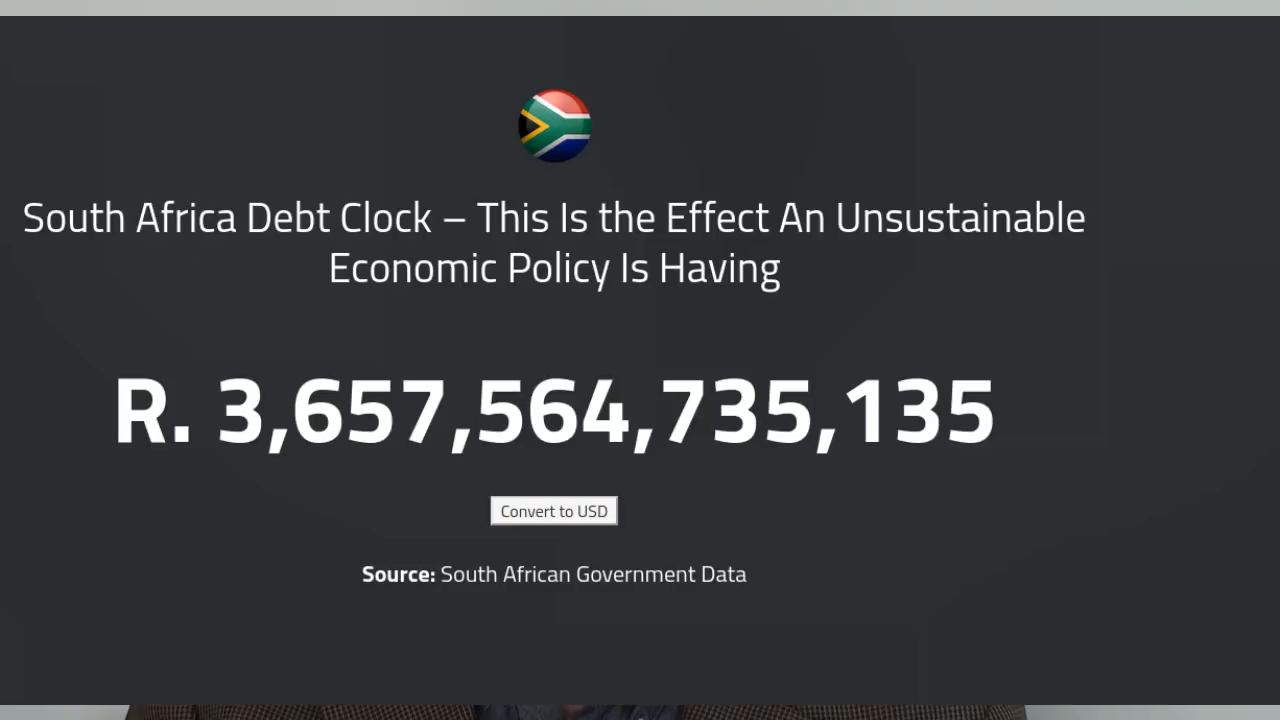 South Africa Debt Clock – This Is the Effect An Unsustainable
Economic Policy Is Having
R. 3,657,564,735,135
Convert to USD
Source: South African Government Data